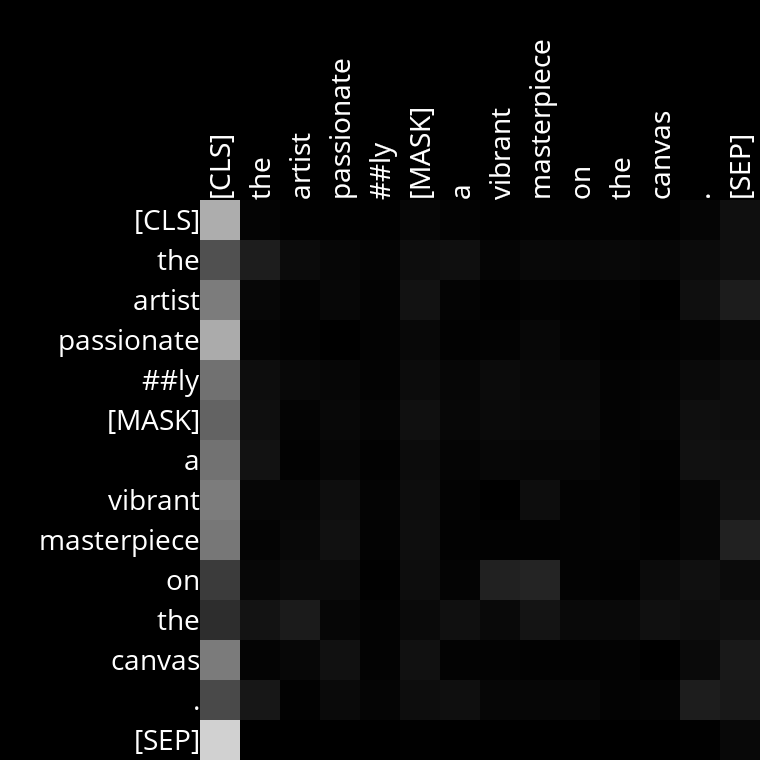 [CLS] the artist passionate ##ly [MASK] a vibrant masterpiece on the canvas . [SEP]
[CLS]
the
artist
passionate
##ly
[MASK]
a
vibrant
masterpiece
on
the
canvas
.
[SEP]